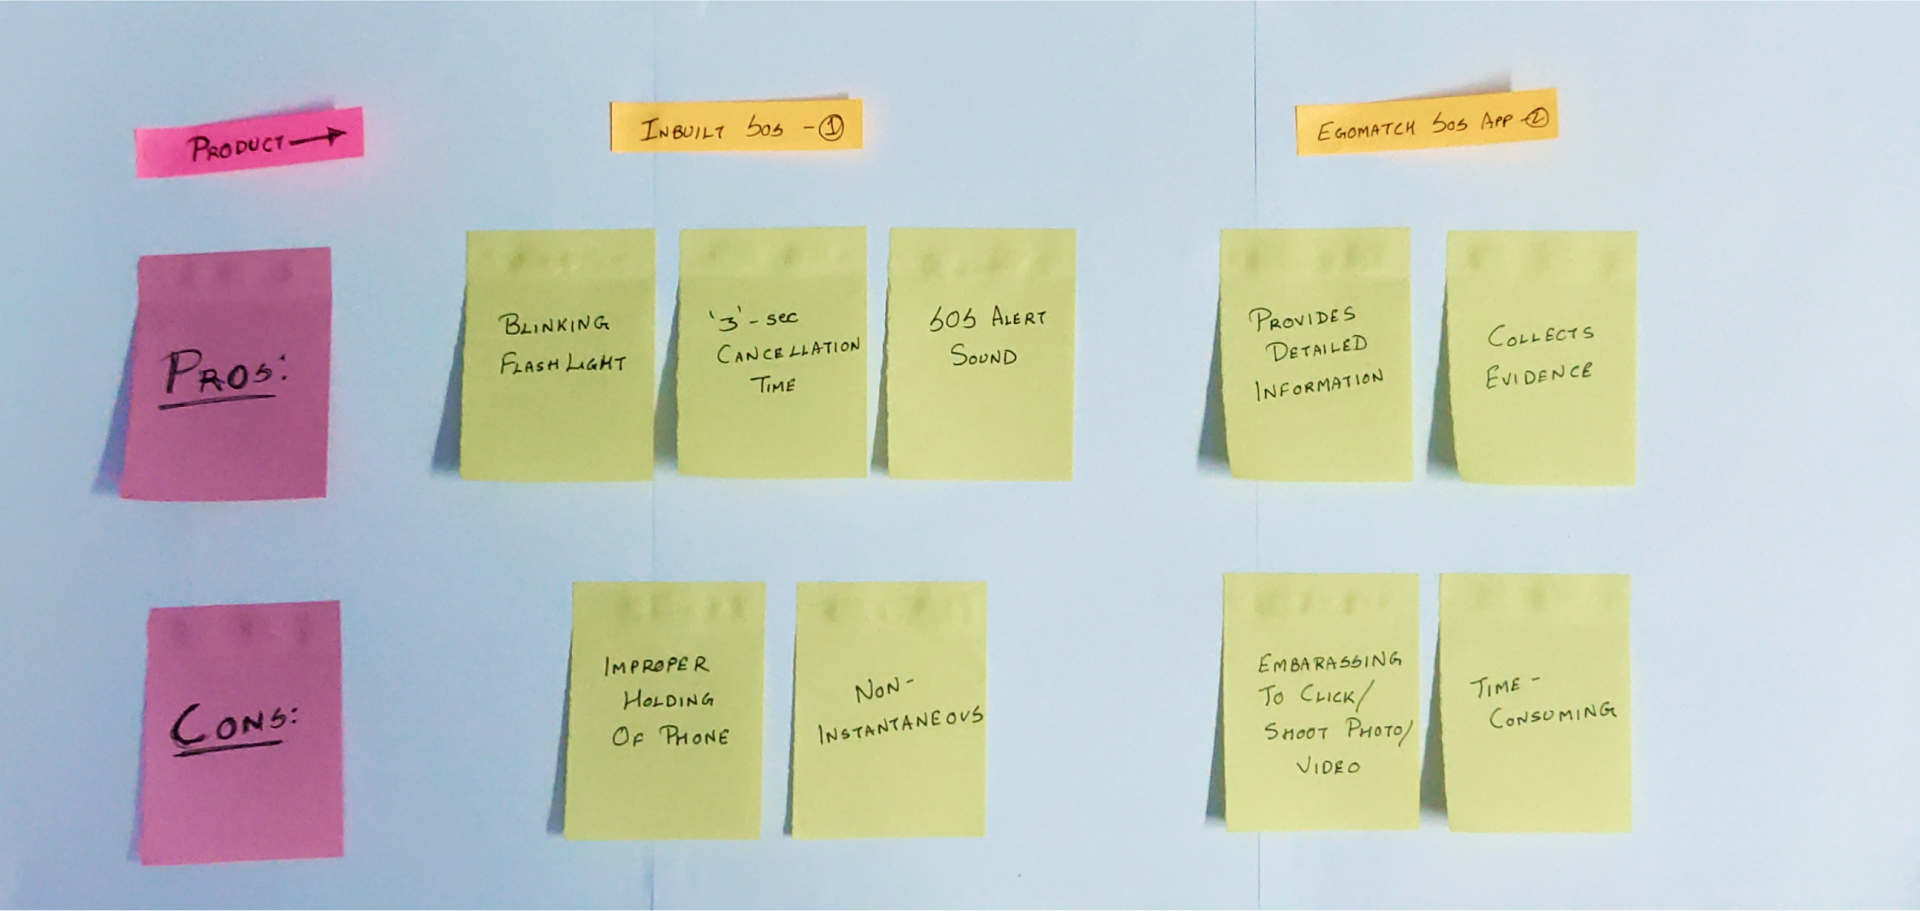 PRODUCT →
INBUILT SOS - ①
EGOMATCH SOS APP - ②
PROS:
BLINKING
FLASH LIGHT
'3'-SEC
CANCELLATION
TIME
SOS ALERT
SOUND
PROVIDES
DETAILED
INFORMATION
COLLECTS
EVIDENCE
CONS:
IMPROPER
HOLDING
OF PHONE
NON-
INSTANTANEOUS
EMBARASSING
TO CLICK/
SHOOT PHOTO/
VIDEO
TIME-
CONSUMING